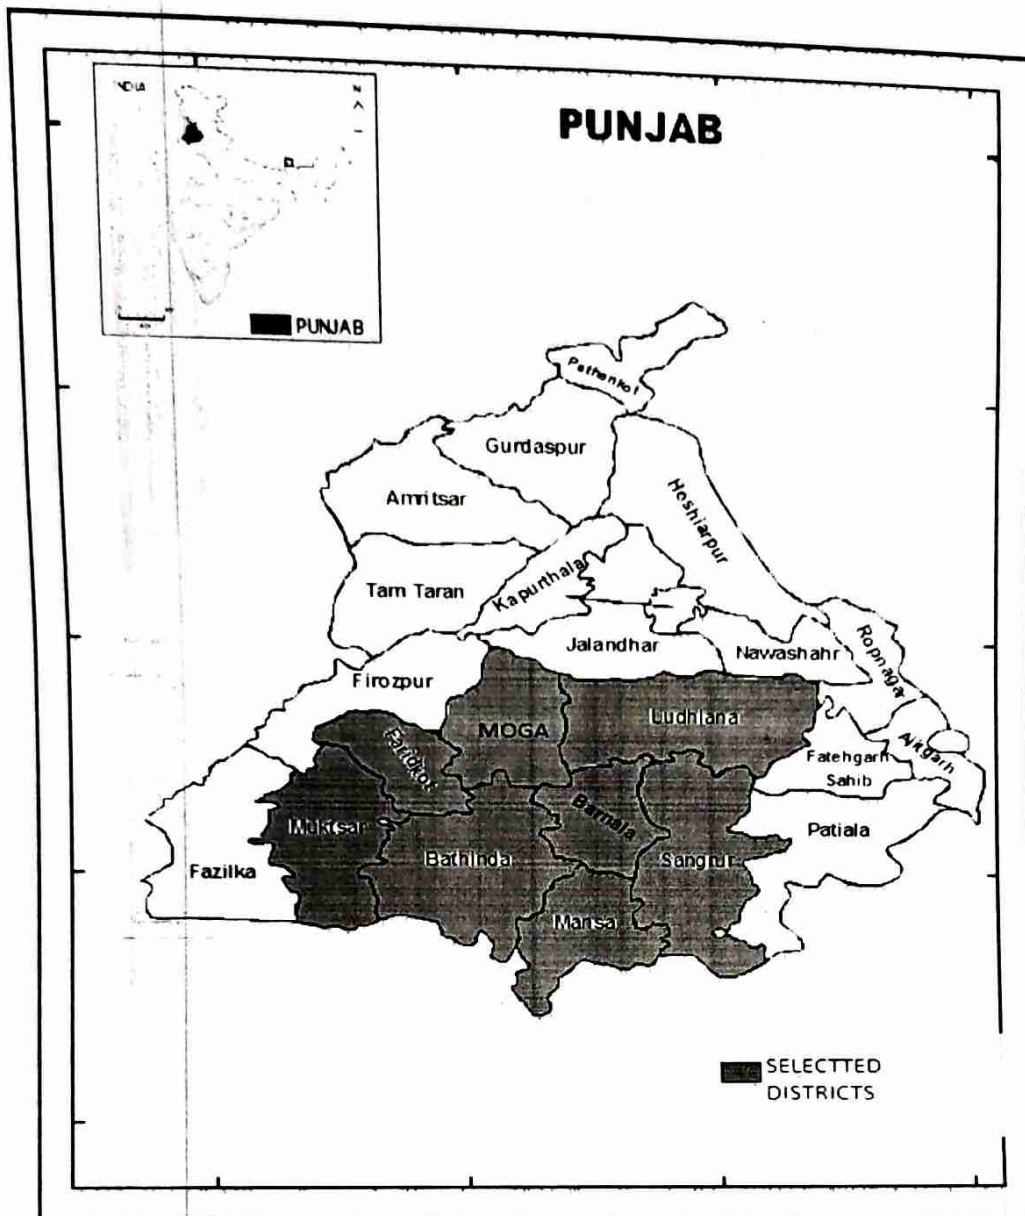 INDIA
N
PUNJAB
PUNJAB
Pathankot
Gurdaspur
Amritsar
Hoshiarpur
Kapurthala
Tarn Taran
Jalandhar
Nawashahr
Ropnagar
Firozpur
MOGA
Ludhiana
Faridkot
Ajitgarh
Fatehgarh
Sahib
Barnala
Muktsar
Patiala
Bathinda
Sangrur
Fazilka
Mansa
SELECTTED
DISTRICTS